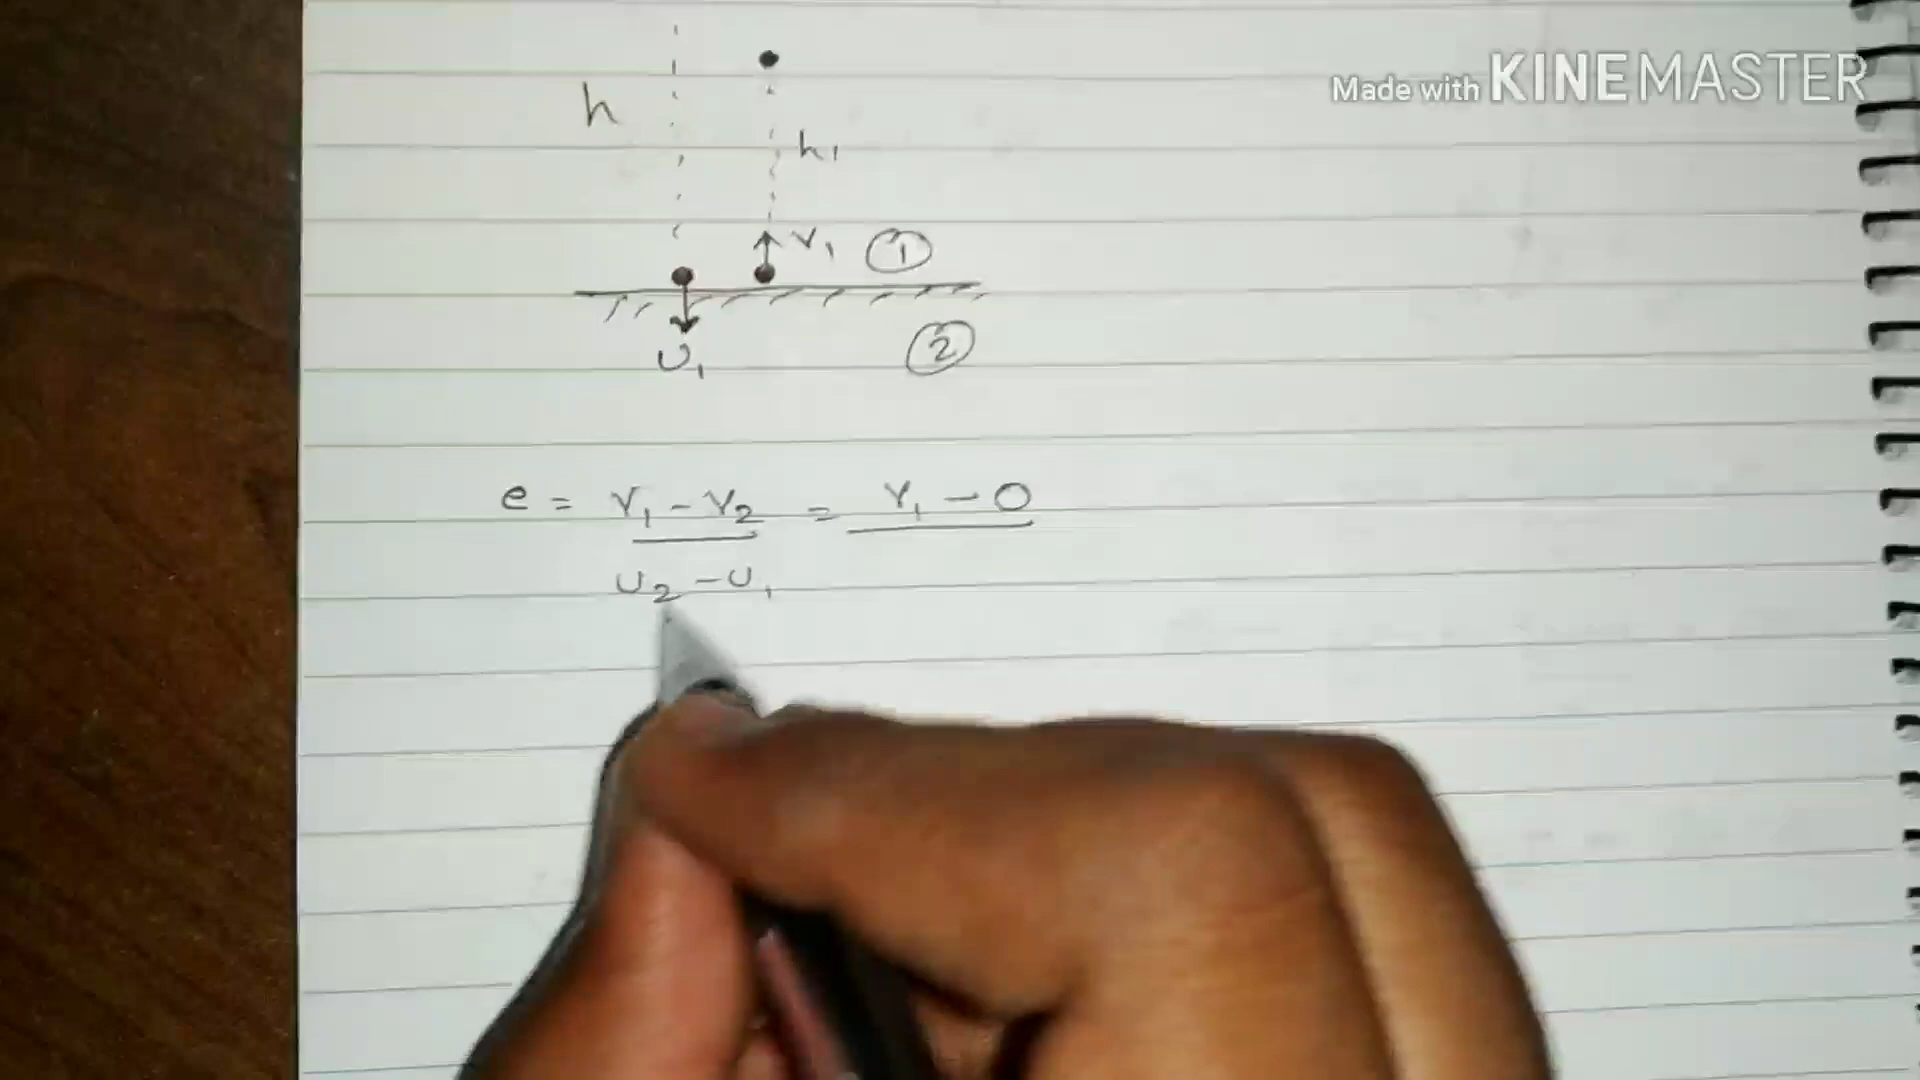 Made with KINEMASTER
h
h₁
v₁ ①
②
U₁
e = v₁ - v₂ = v₁ - 0
U₂ - U₁